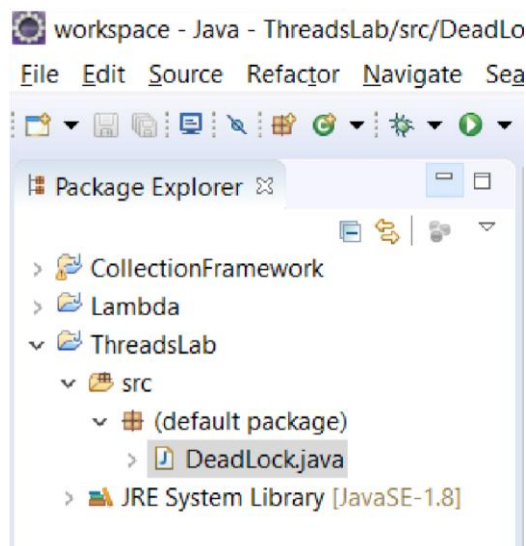 workspace - Java - ThreadsLab/src/DeadLo
File Edit Source Refactor Navigate Sea
Package Explorer
CollectionFramework
Lambda
ThreadsLab
src
(default package)
DeadLock.java
JRE System Library [JavaSE-1.8]